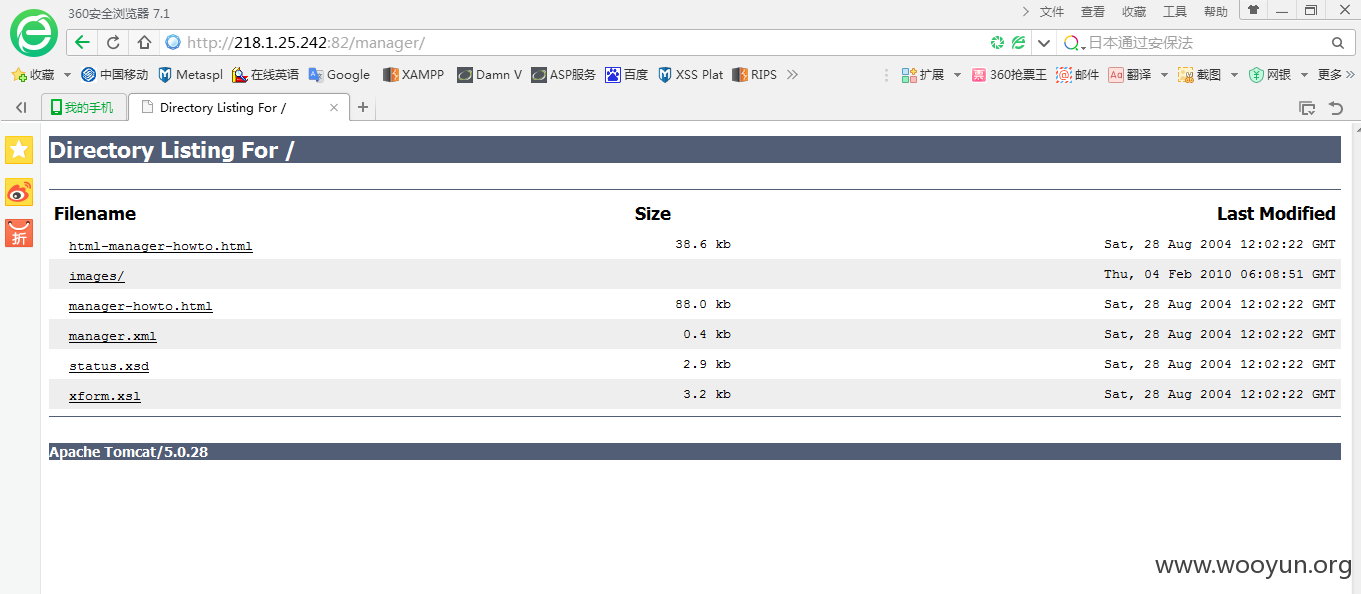 360安全浏览器 7.1 文件 查看 收藏 工具 帮助
http://218.1.25.242:82/manager/ 日本通过安保法
收藏 中国移动 Metaspl 在线英语 Google XAMPP Damn V ASP服务 百度 XSS Plat RIPS 扩展 票 360抢票王 邮件 Aa 翻译 截图 网银 更多
我的手机 Directory Listing For /
Directory Listing For /
折
Filename Size Last Modified
html-manager-howto.html 38.6 kb Sat, 28 Aug 2004 12:02:22 GMT
images/ Thu, 04 Feb 2010 06:08:51 GMT
manager-howto.html 88.0 kb Sat, 28 Aug 2004 12:02:22 GMT
manager.xml 0.4 kb Sat, 28 Aug 2004 12:02:22 GMT
status.xsd 2.9 kb Sat, 28 Aug 2004 12:02:22 GMT
xform.xsl 3.2 kb Sat, 28 Aug 2004 12:02:22 GMT
Apache Tomcat/5.0.28
www.wooyun.org